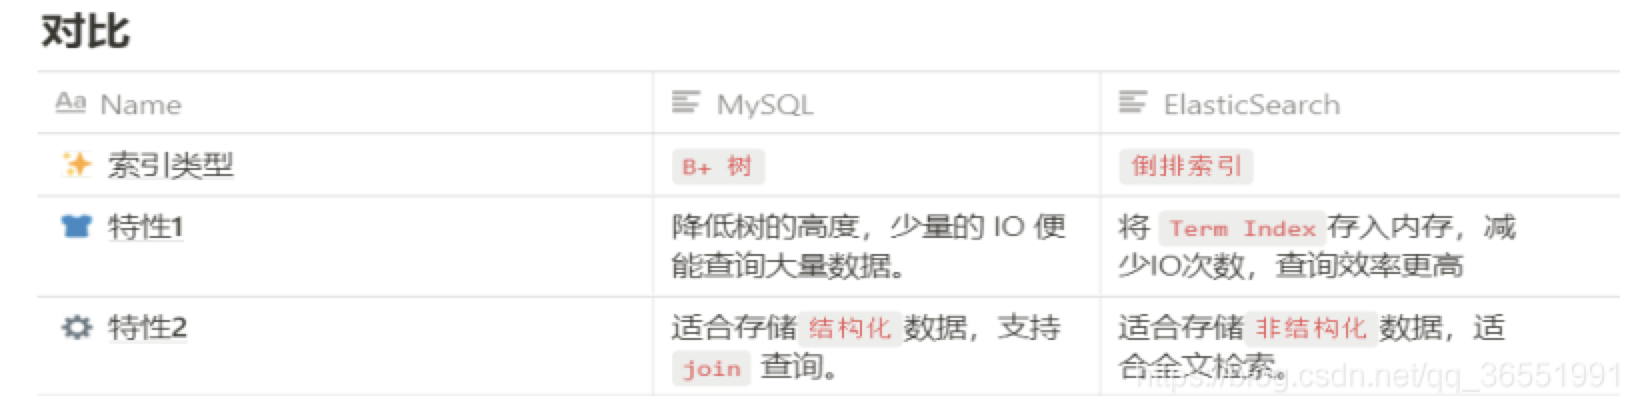 对比
Aa Name MySQL ElasticSearch
索引类型 B+ 树 倒排索引
特性1 降低树的高度，少量的 IO 便 将 Term Index 存入内存，减
能查询大量数据。 少IO次数，查询效率更高
特性2 适合存储 结构化 数据，支持 适合存储 非结构化 数据，适
join 查询。 合全文检索。
https://blog.csdn.net/qq_36551991